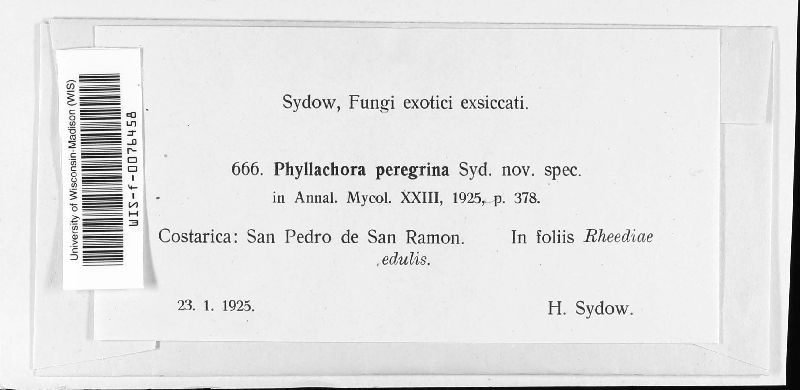 Sydow, Fungi exotici exsiccati.
666. Phyllachora peregrina Syd. nov. spec.
in Annal. Mycol. XXIII, 1925, p. 378.
Costarica: San Pedro de San Ramon. In foliis Rheediae
edulis.
23. 1. 1925. H. Sydow.
University of Wisconsin-Madison (WIS)
WIS-f-0076458